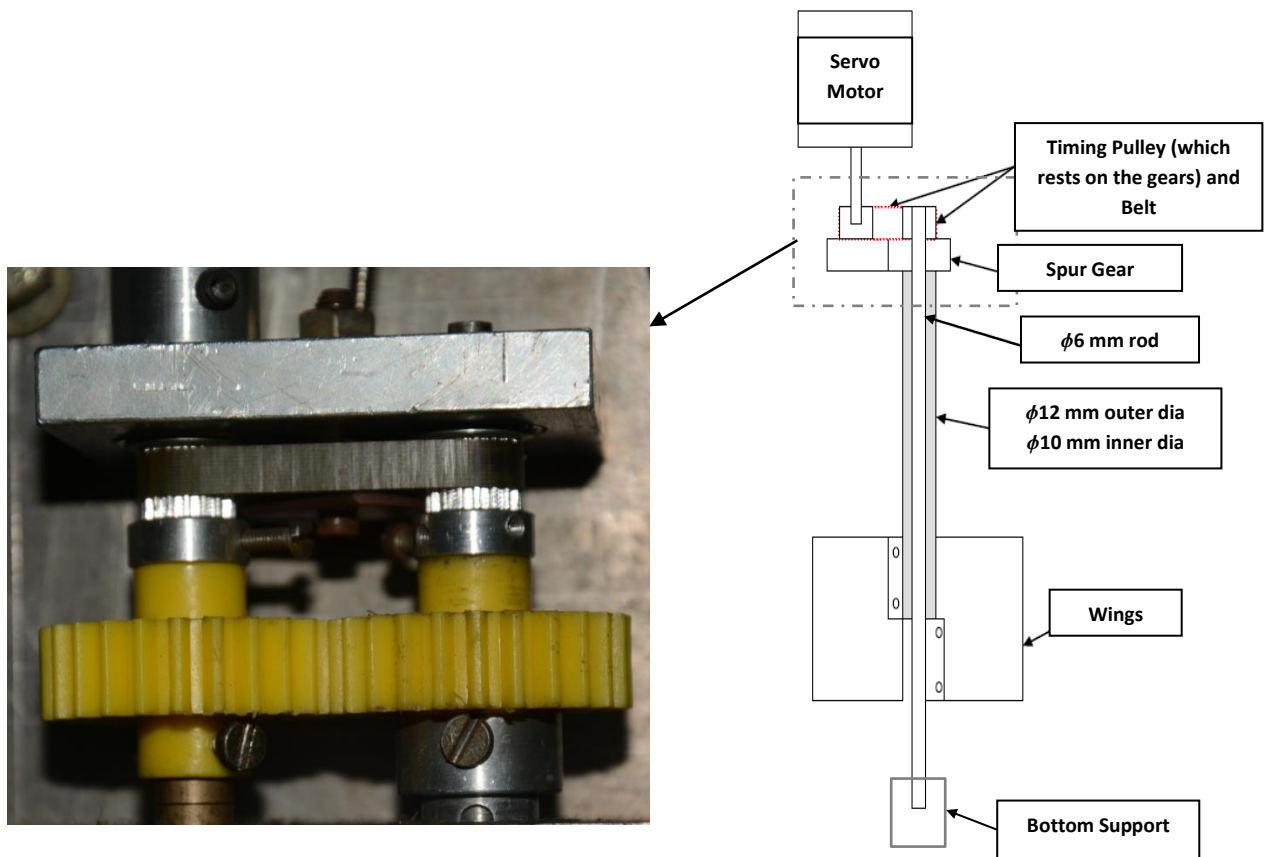 Servo
Motor
Timing Pulley (which
rests on the gears) and
Belt
Spur Gear
ϕ6 mm rod
ϕ12 mm outer dia
ϕ10 mm inner dia
Wings
Bottom Support